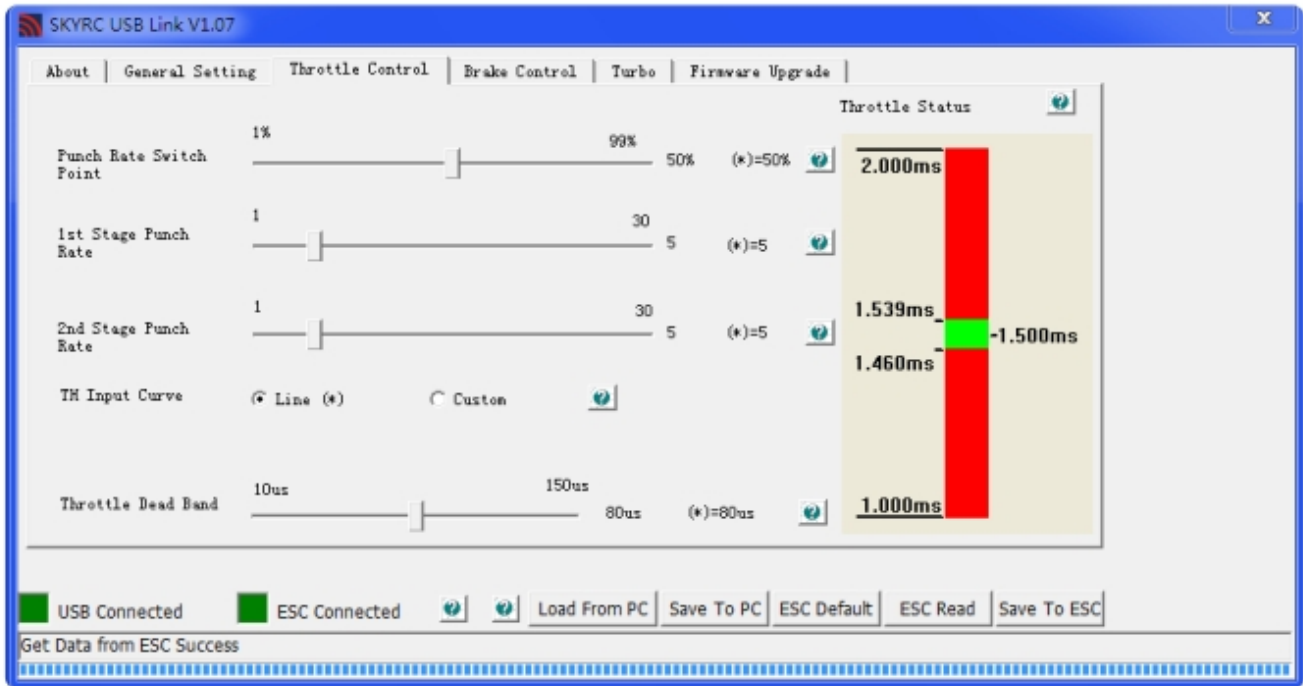 SKYRC USB Link V1.07
x
About General Setting Throttle Control Brake Control Turbo Firmware Upgrade
Throttle Status
1% 99%
Punch Rate Switch
Point
50% (*)=50%
2.000ms
1 30
1st Stage Punch
Rate
5 (*)=5
1 30
2nd Stage Punch
Rate
5 (*)=5
1.539ms
-1.500ms
1.460ms
TH Input Curve Line (*) Custom
10us 150us
Throttle Dead Band 80us (*)=80us
1.000ms
USB Connected ESC Connected Load From PC Save To PC ESC Default ESC Read Save To ESC
Get Data from ESC Success